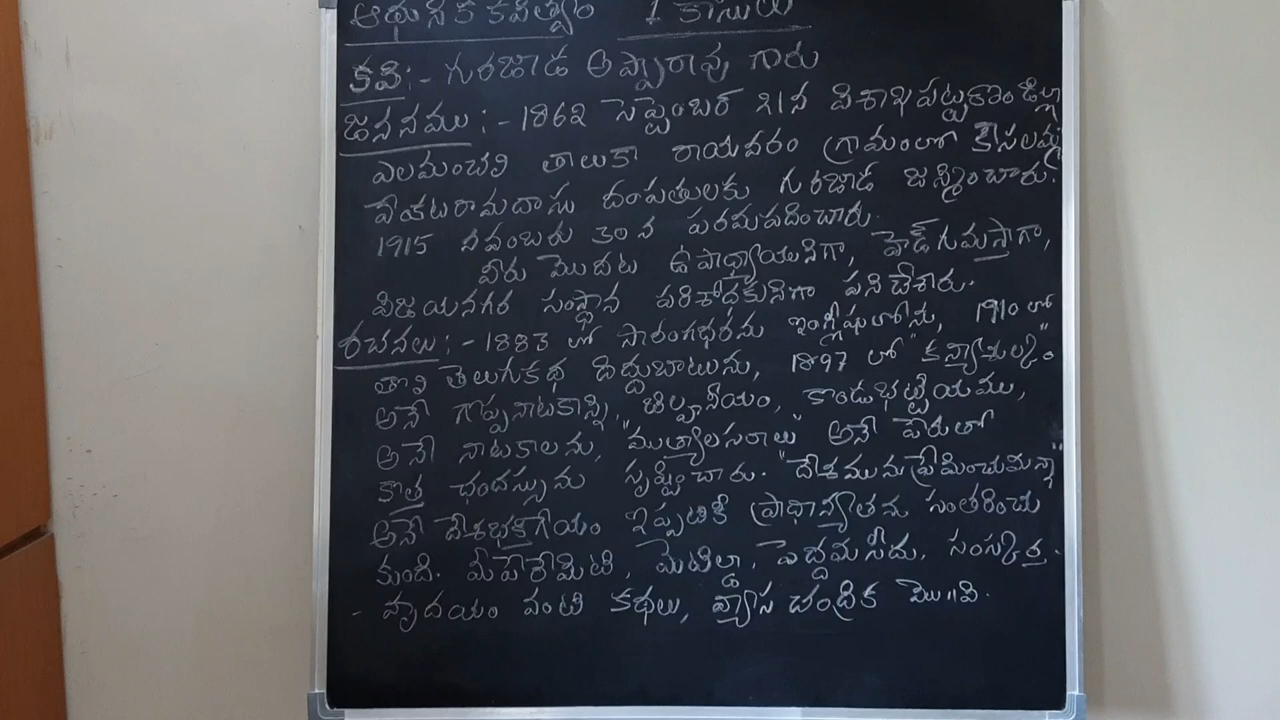 ఆధునిక కవిత్వం 1 కాసులు
కవి:- గురజాడ అప్పారావు గారు
జననము:- 1862 సెప్టెంబర్ 21న విశాఖపట్టణం జిల్లా
ఎలమంచిలి తాలుకా రాయవరం గ్రామంలో కౌసలమ్మ
వేంకటరామదాసు దంపతులకు గురజాడ జన్మించారు.
1915 నవంబరు 30న పరమపదించారు.
వీరు మొదట ఉపాధ్యాయునిగా, హెడ్ గుమస్తాగా,
విజయనగర సంస్థాన పరిశోదకునిగా పనిచేశారు.
రచనలు:- 1883 లో సారంగధరను ఇంగ్లీషులోను, 1910 లో
తొలి తెలుగుకథ దిద్దుబాటును, 1897 లో "కన్యాశుల్కం"
అనే గొప్పనాటకాన్ని, బిల్హణీయం, కొండుభట్టీయము,
అనే నాటకాలను, "ముత్యాలసరాలు" అనే పేరుతో
కొత్త ఛందస్సును సృష్టించారు. "దేశమును ప్రేమించుమన్నా"
అనే దేశభక్తిగేయం ఇప్పటికీ ప్రాధాన్యాతను సంతరించు
కుంది. మీపేరేమిటి, మెటిల్డా, పెద్దమసీదు, సంస్కర్త
- హృదయం వంటి కథలు, వ్యాస చంద్రిక మొ॥వి.